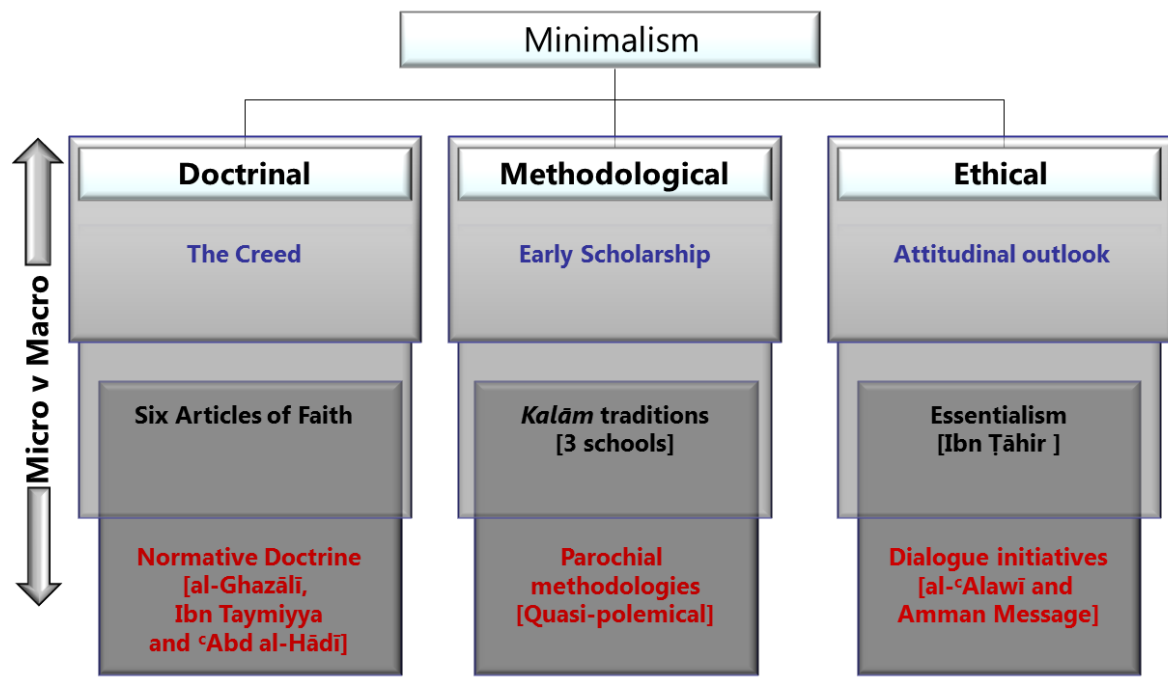 Minimalism
Micro v Macro
Doctrinal
The Creed
Six Articles of Faith
Normative Doctrine
[al-Ghazālī,
Ibn Taymiyya
and ᶜAbd al-Hādī]
Methodological
Early Scholarship
Kalām traditions
[3 schools]
Parochial
methodologies
[Quasi-polemical]
Ethical
Attitudinal outlook
Essentialism
[Ibn Ṭāhir ]
Dialogue initiatives
[al-ᶜAlawī and
Amman Message]